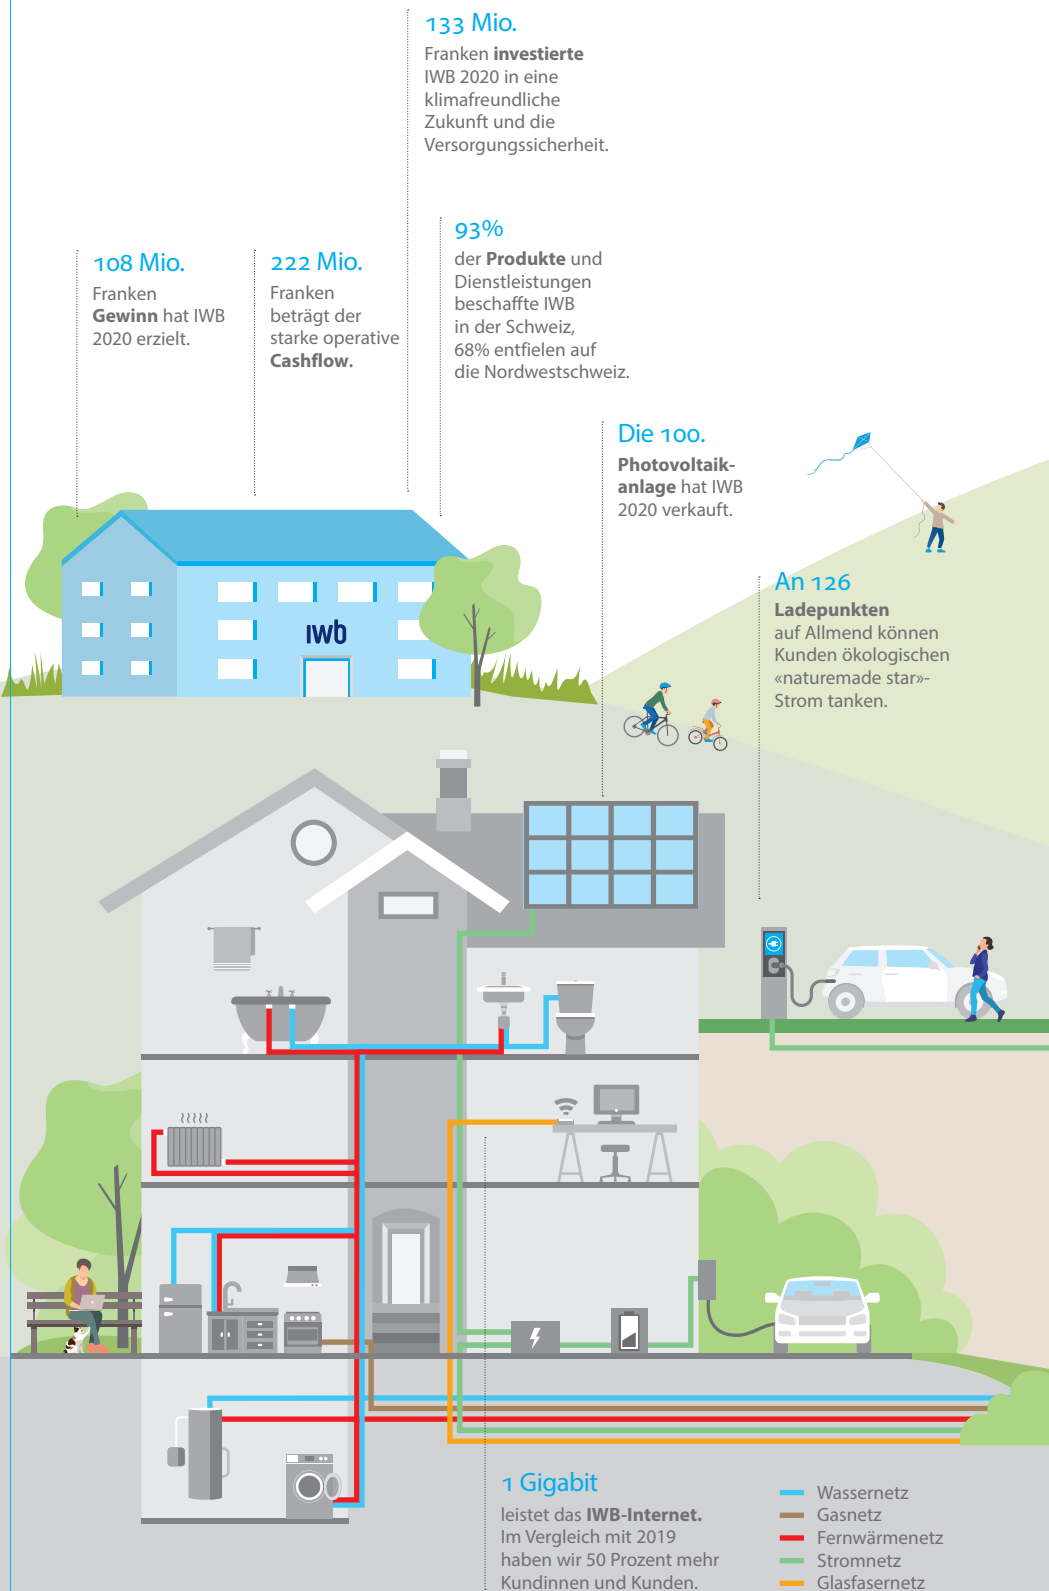 133 Mio.
Franken investierte
IWB 2020 in eine
klimafreundliche
Zukunft und die
Versorgungssicherheit.
93%
der Produkte und
Dienstleistungen
beschaffte IWB
in der Schweiz,
68% entfielen auf
die Nordwestschweiz.
108 Mio.
Franken
Gewinn hat IWB
2020 erzielt.
222 Mio.
Franken
beträgt der
starke operative
Cashflow.
Die 100.
Photovoltaik-
anlage hat IWB
2020 verkauft.
An 126
Ladepunkten
auf Allmend können
Kunden ökologischen
«naturemade star»-
Strom tanken.
iwb
1 Gigabit
leistet das IWB-Internet.
Im Vergleich mit 2019
haben wir 50 Prozent mehr
Kundinnen und Kunden.
Wassernetz
Gasnetz
Fernwärmenetz
Stromnetz
Glasfasernetz